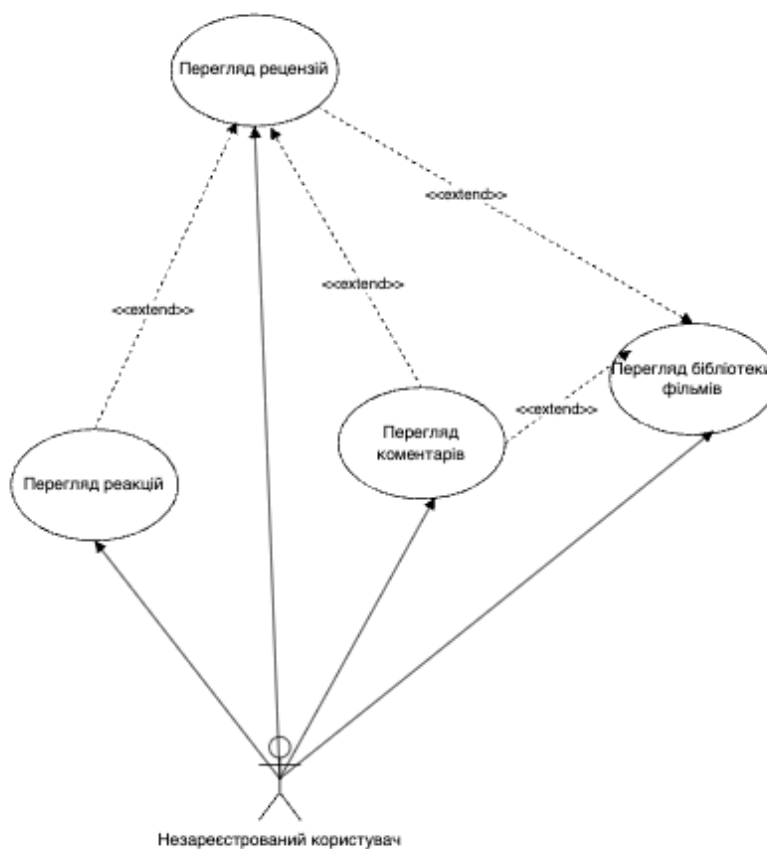 Перегляд рецензій
<<extend>>
<<extend>>
<<extend>>
Перегляд бібліотеки
фільмів
<<extend>>
Перегляд
коментарів
Перегляд реакцій
Незареєстрований користувач